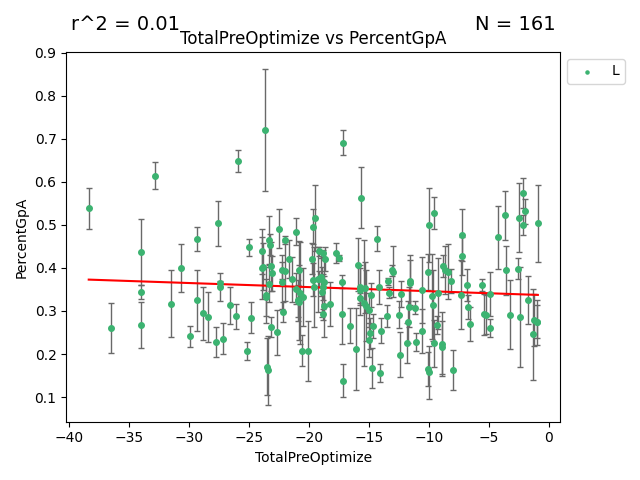 r^2 = 0.01
N = 161
TotalPreOptimize vs PercentGpA
L
0.9
0.8
0.7
0.6
0.5
0.4
0.3
0.2
0.1
PercentGpA
−40 −35 −30 −25 −20 −15 −10 −5 0
TotalPreOptimize